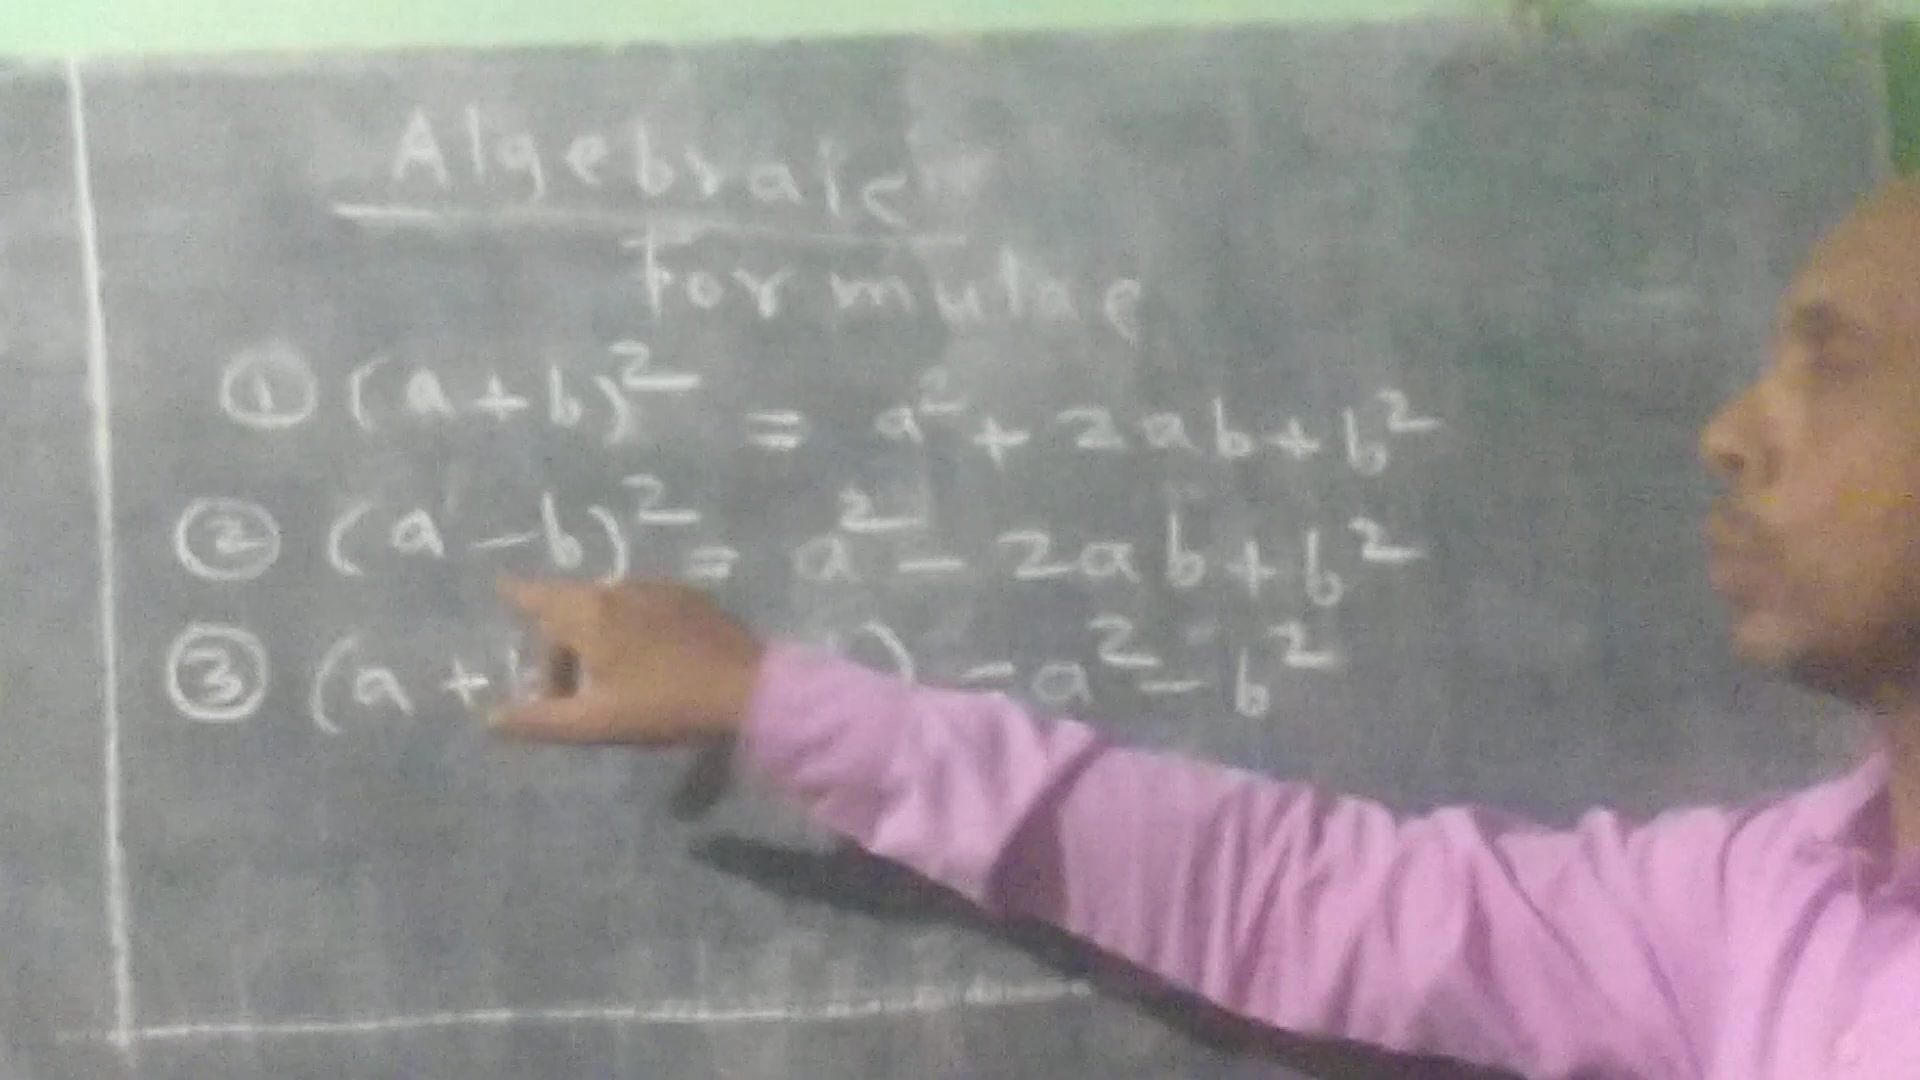 Algebraic
Formulae
① (a+b)² = a² + 2ab + b²
② (a-b)² = a² - 2ab + b²
③ (a+ ) = a² - b²